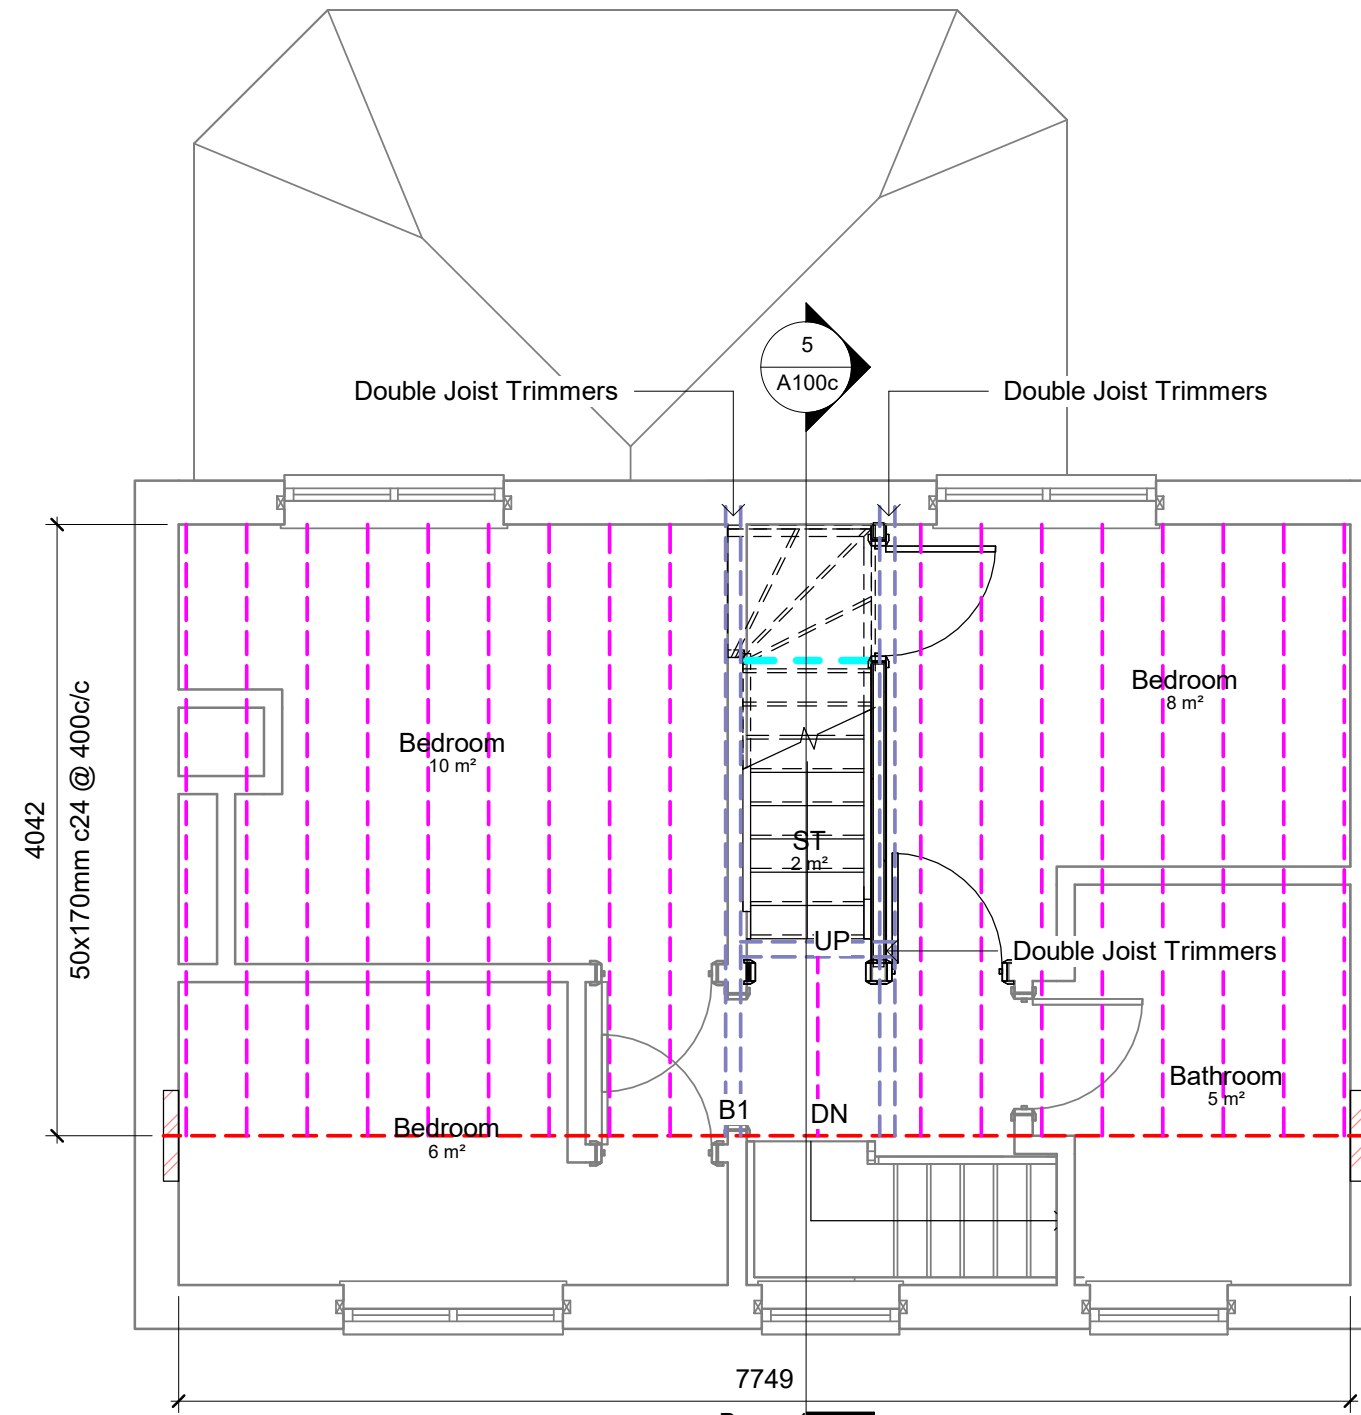 5
A100c
Double Joist Trimmers
Double Joist Trimmers
Bedroom
8 m²
Bedroom
10 m²
4042
50x170mm c24 @ 400c/c
ST
2 m²
UP
Double Joist Trimmers
Bathroom
5 m²
B1
DN
Bedroom
6 m²
7749